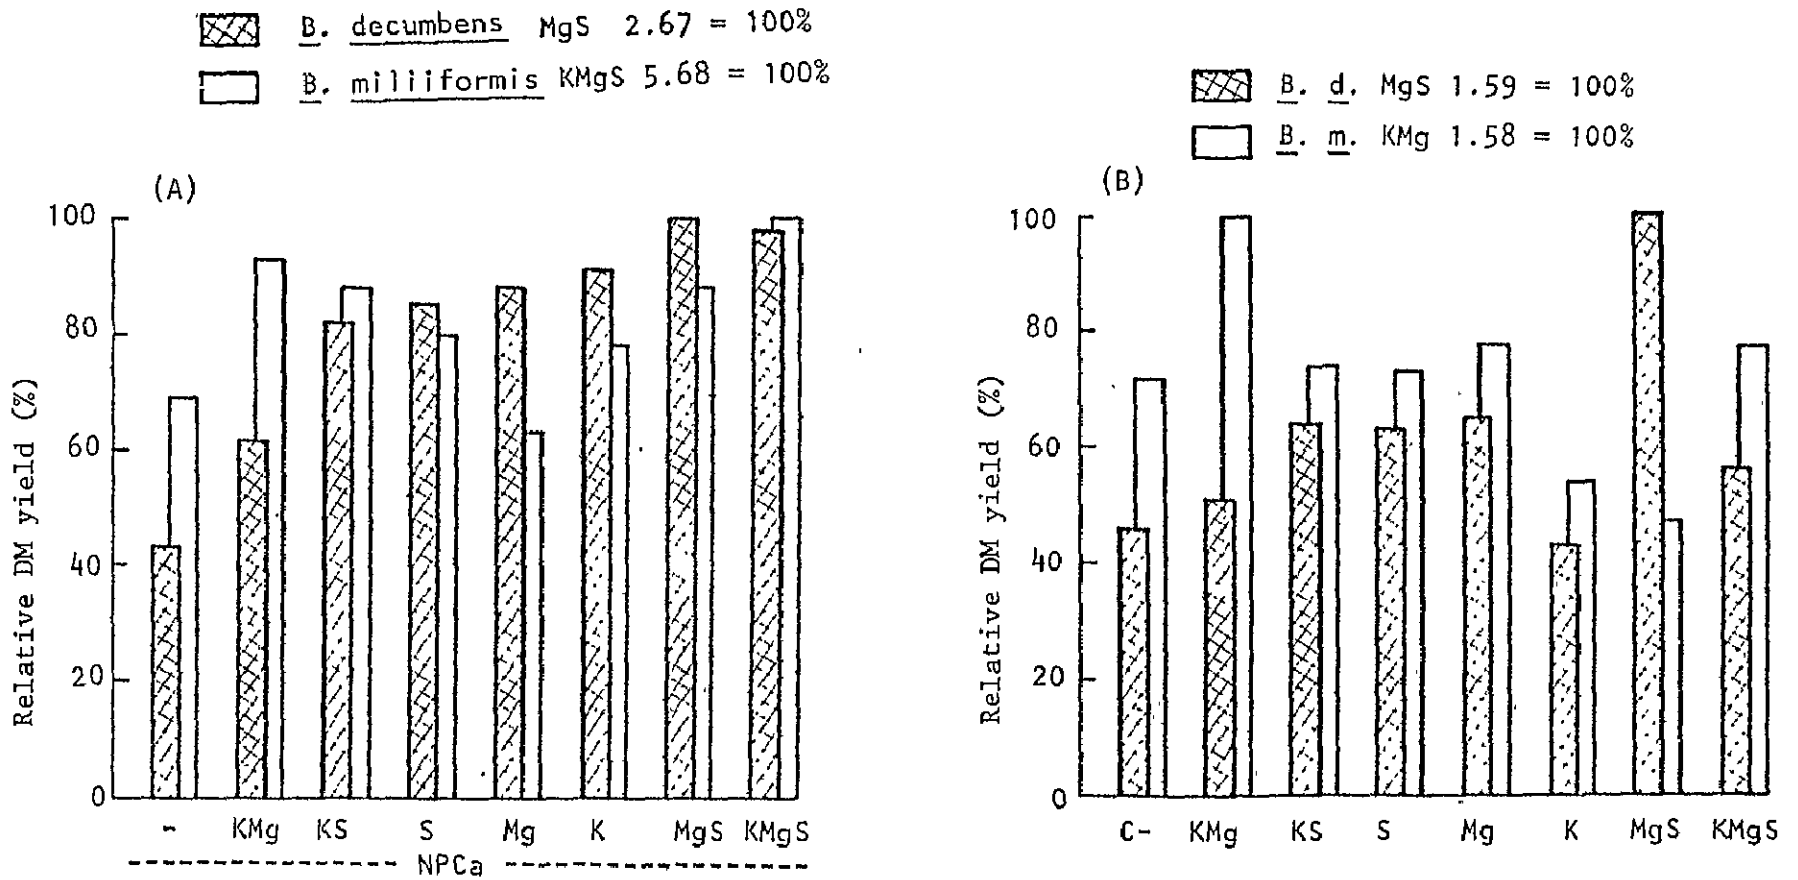 B. decumbens MgS 2.67 = 100%
B. miliiformis KMgS 5.68 = 100%
(A)
Relative DM yield (%)
100
80
60
40
20
0
- KMg KS S Mg K MgS KMgS
NPCa
B. d. MgS 1.59 = 100%
B. m. KMg 1.58 = 100%
(B)
Relative DM yield (%)
100
80
60
40
20
0
C- KMg KS S Mg K MgS KMgS